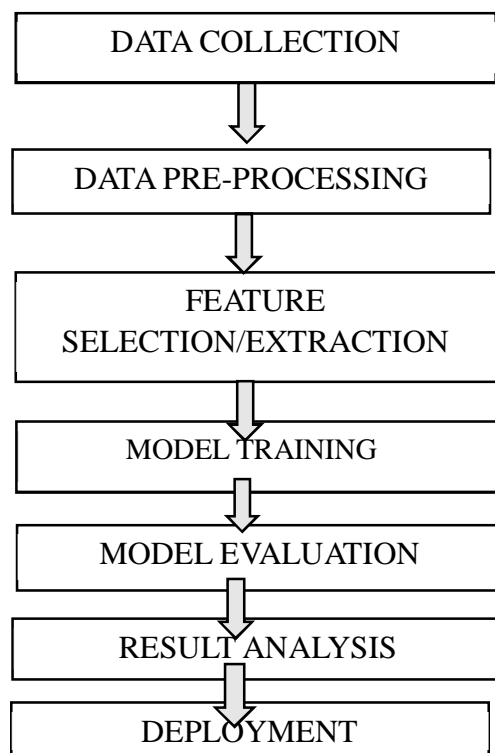 DATA COLLECTION
DATA PRE-PROCESSING
FEATURE
SELECTION/EXTRACTION
MODEL TRAINING
MODEL EVALUATION
RESULT ANALYSIS
DEPLOYMENT